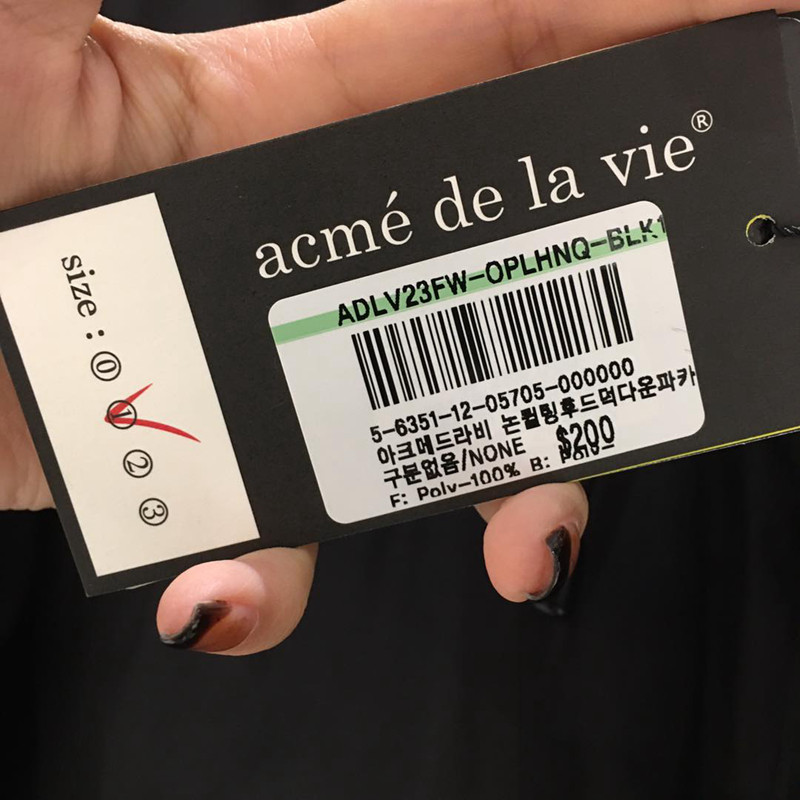 acmé de la vie®
size : ⓪ ① ② ③
ADLV23FW-OPLHNQ-BLK1
5-6351-12-05705-000000
아크메드라비 논퀼팅후드덕다운파카
구분없음/NONE $200
F: Poly-100% B: Poly-